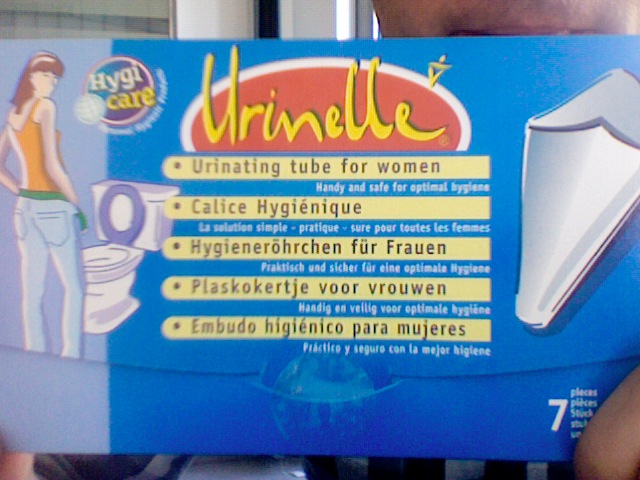 Hygi
care
Urinelle
• Urinating tube for women
Handy and safe for optimal hygiene
• Calice Hygiénique
La solution simple - pratique - sure pour toutes les femmes
• Hygieneröhrchen für Frauen
Praktisch und sicher für eine optimale Hygiene
• Plaskokertje voor vrouwen
Handig en veilig voor optimale hygiëne
• Embudo higiénico para mujeres
Práctico y seguro con la mejor higiene
7
pieces
pièces
Stück